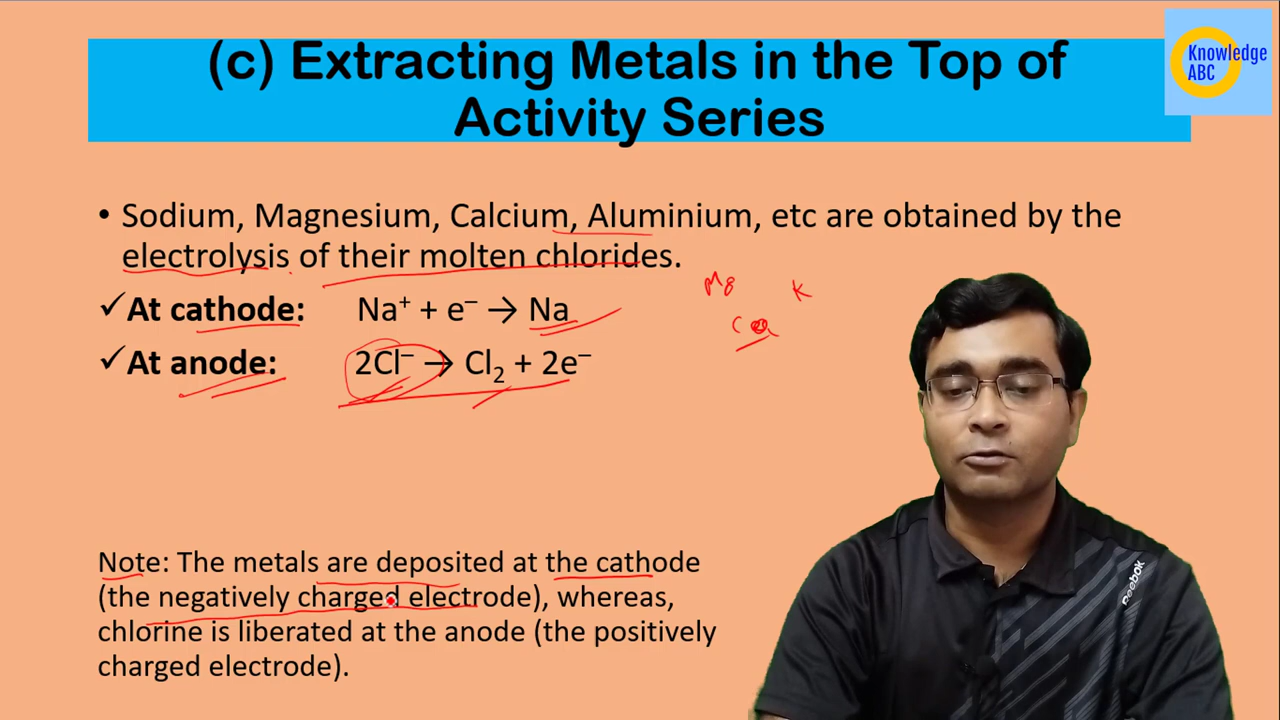 Knowledge
ABC
(c) Extracting Metals in the Top of
Activity Series
• Sodium, Magnesium, Calcium, Aluminium, etc are obtained by the
electrolysis of their molten chlorides.
✓At cathode: Na⁺ + e⁻ → Na
✓At anode: 2Cl⁻ → Cl₂ + 2e⁻
Mg K
Ca
Note: The metals are deposited at the cathode
(the negatively charged electrode), whereas,
chlorine is liberated at the anode (the positively
charged electrode).
Reebok